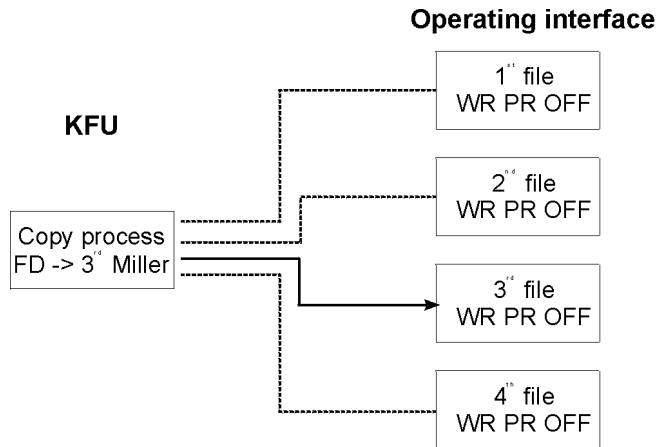 Operating interface
1st file
WR PR OFF
KFU
2nd file
WR PR OFF
Copy process
FD -> 3rd Miller
3rd file
WR PR OFF
4th file
WR PR OFF